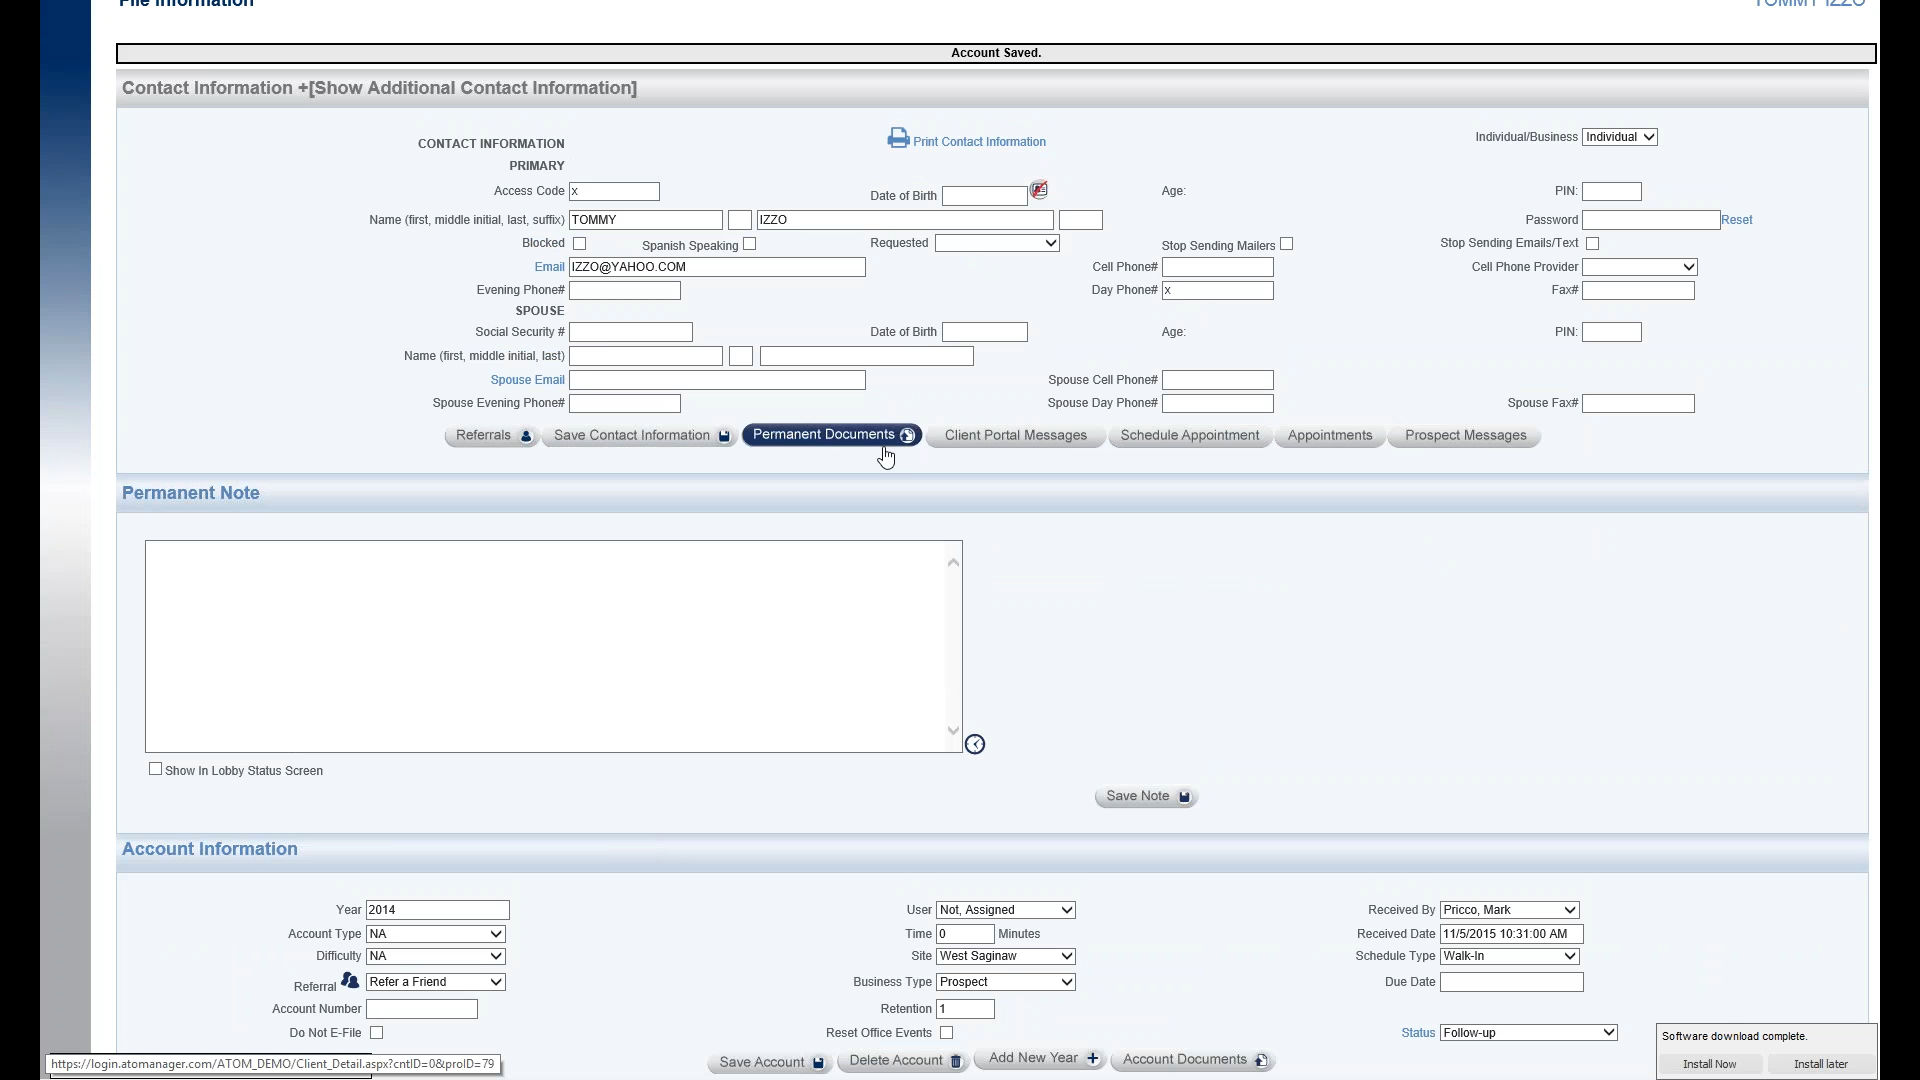 File Information TOMMY IZZO
Account Saved.
Contact Information +[Show Additional Contact Information]
CONTACT INFORMATION Print Contact Information Individual/Business Individual
PRIMARY
Access Code x Date of Birth Age: PIN:
Name (first, middle initial, last, suffix) TOMMY IZZO Password Reset
Blocked Spanish Speaking Requested Stop Sending Mailers Stop Sending Emails/Text
Email IZZO@YAHOO.COM Cell Phone# Cell Phone Provider
Evening Phone# Day Phone# x Fax#
SPOUSE
Social Security # Date of Birth Age: PIN:
Name (first, middle initial, last)
Spouse Email Spouse Cell Phone#
Spouse Evening Phone# Spouse Day Phone# Spouse Fax#
Referrals Save Contact Information Permanent Documents Client Portal Messages Schedule Appointment Appointments Prospect Messages
Permanent Note
Show In Lobby Status Screen
Save Note
Account Information
Year 2014 User Not, Assigned Received By Pricco, Mark
Account Type NA Time 0 Minutes Received Date 11/5/2015 10:31:00 AM
Difficulty NA Site West Saginaw Schedule Type Walk-In
Referral Refer a Friend Business Type Prospect Due Date
Account Number Retention 1
Do Not E-File Reset Office Events Status Follow-up
Software download complete.
Save Account Delete Account Add New Year Account Documents
https://login.atomanager.com/ATOM_DEMO/Client_Detail.aspx?cntID=0&proID=79 Install Now Install later